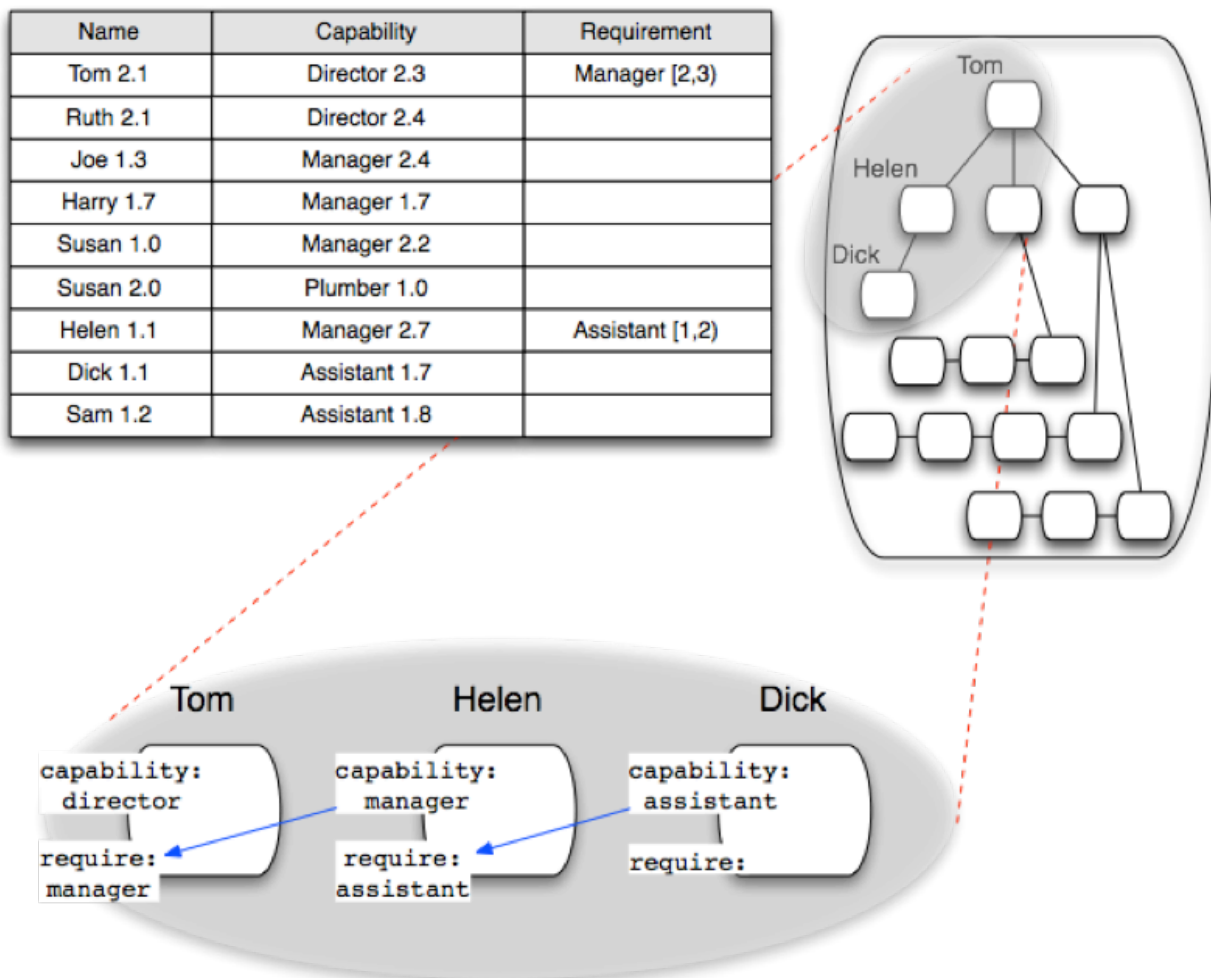 Name Capability Requirement
Tom 2.1 Director 2.3 Manager [2,3)
Ruth 2.1 Director 2.4
Joe 1.3 Manager 2.4
Harry 1.7 Manager 1.7
Susan 1.0 Manager 2.2
Susan 2.0 Plumber 1.0
Helen 1.1 Manager 2.7 Assistant [1,2)
Dick 1.1 Assistant 1.7
Sam 1.2 Assistant 1.8
Tom
Helen
Dick
Tom
capability:
director
require:
manager
Helen
capability:
manager
require:
assistant
Dick
capability:
assistant
require: